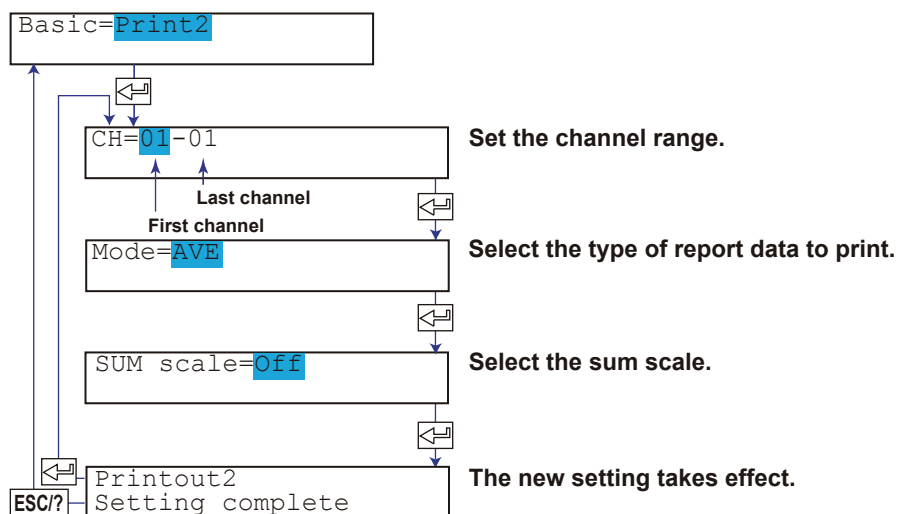 Basic=Print2
CH=01-01
Set the channel range.
Last channel
First channel
Mode=AVE
Select the type of report data to print.
SUM scale=Off
Select the sum scale.
Printout2
The new setting takes effect.
ESC/?
Setting complete